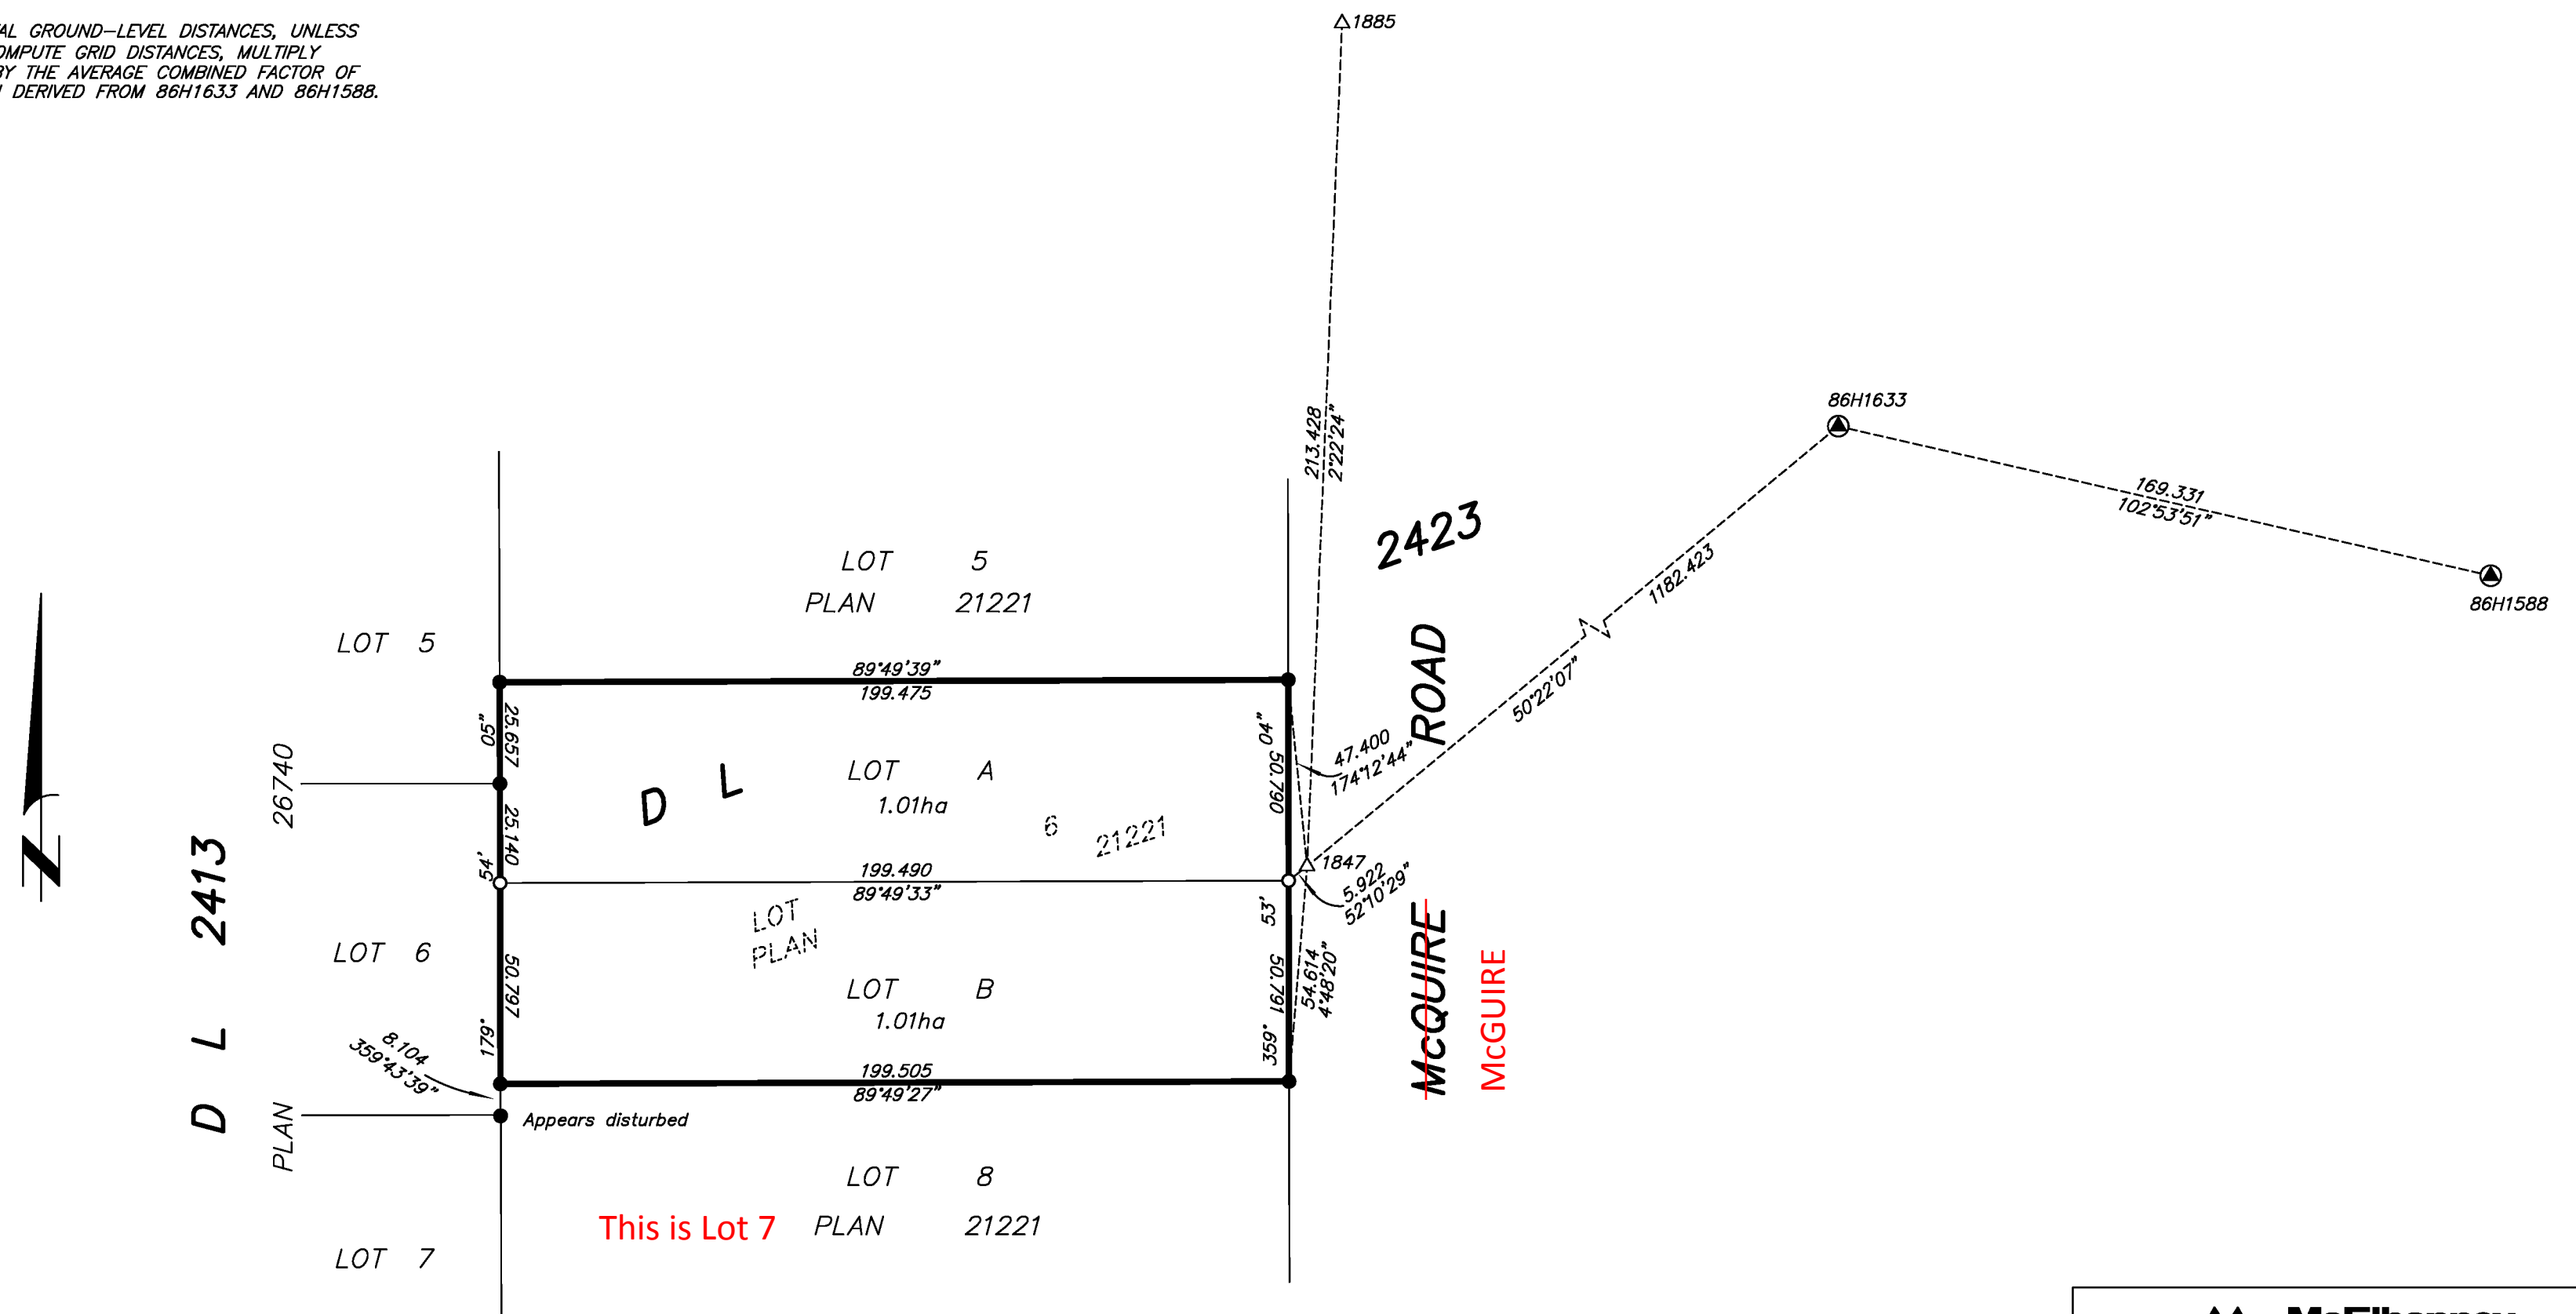 AL GROUND-LEVEL DISTANCES, UNLESS
OMPUTE GRID DISTANCES, MULTIPLY
BY THE AVERAGE COMBINED FACTOR OF
DERIVED FROM 86H1633 AND 86H1588.
1885
213.428
2°22'24"
86H1633
169.331
102°53'51"
86H1588
1182.423
50°22'07"
2423
LOT 5
PLAN 21221
LOT 5
89°49'39"
199.475
25.657
05"
04"
50.790
47.400
174°12'44"
ROAD
26740
LOT A
1.01ha
D L
6 21221
25.140
54'
199.490
89°49'33"
1847
5.922
52°10'29"
53'
LOT
PLAN
D L 2413
LOT 6
50.797
179°
LOT B
1.01ha
50.791
359°
54.614
4°48'20"
McQUIRE
McGUIRE
8.104
359°43'39"
199.505
89°49'27"
Appears disturbed
PLAN
LOT 8
This is Lot 7
PLAN 21221
LOT 7
N
McElhanney